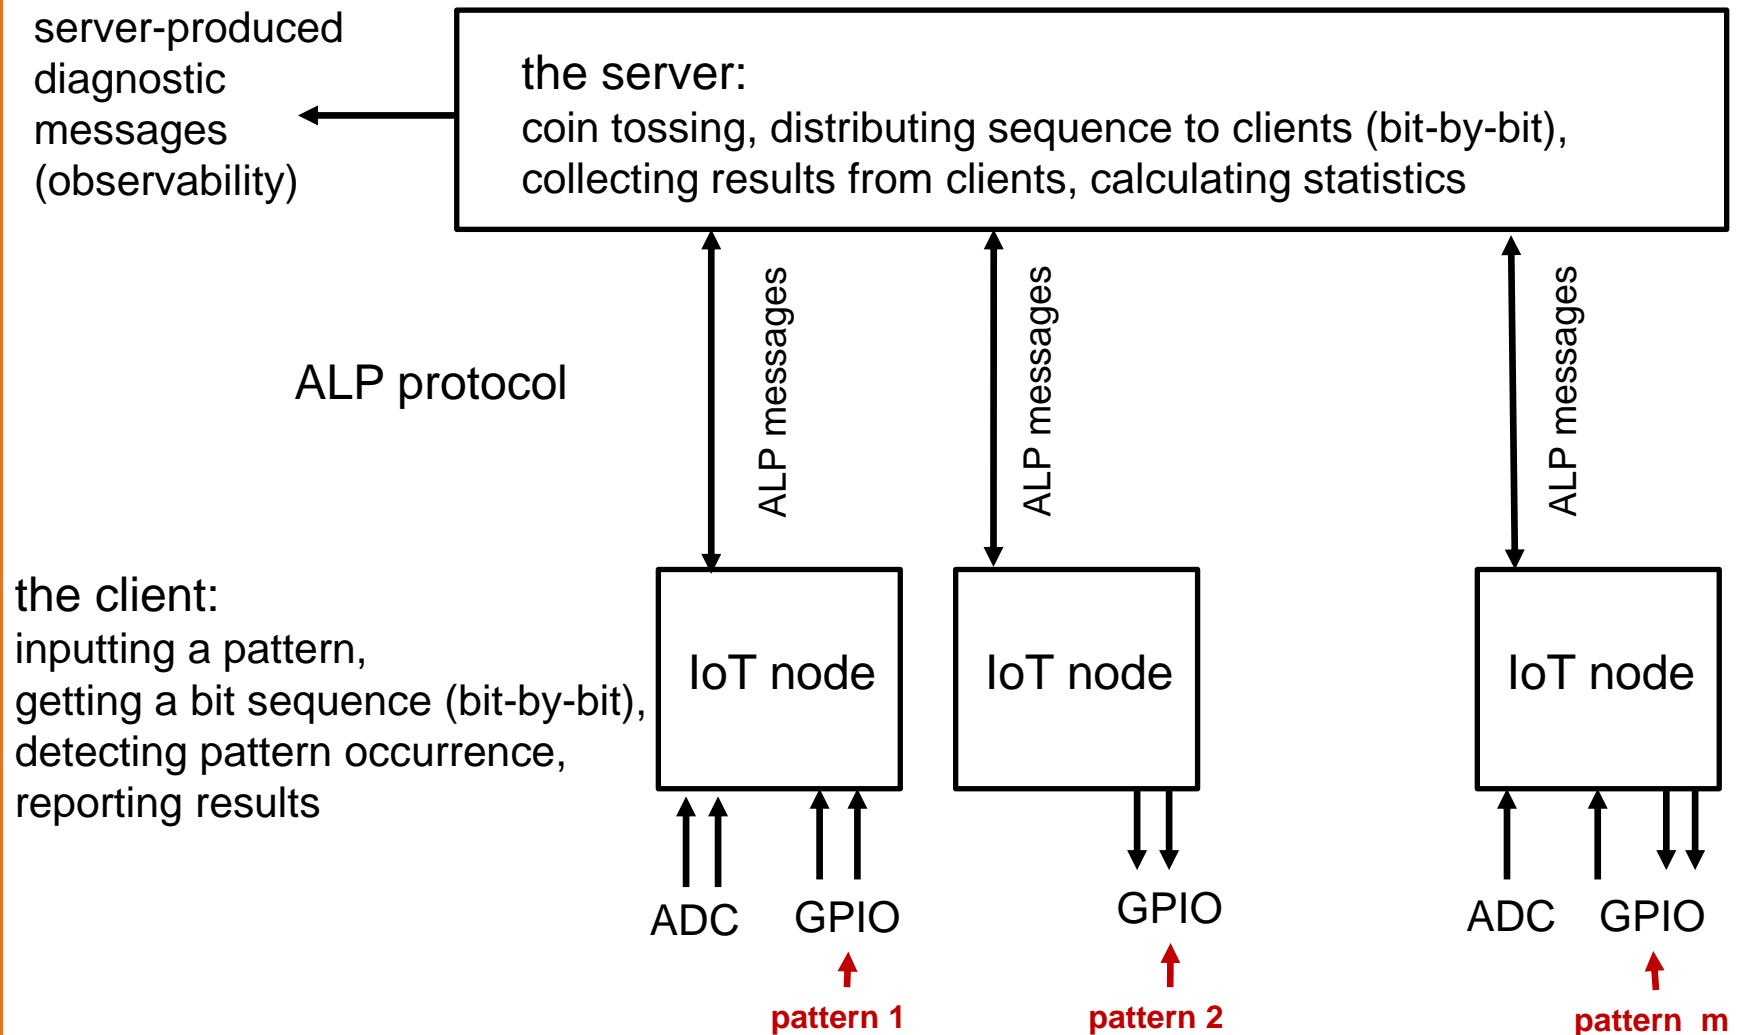 server-produced
diagnostic
messages
(observability)
the server:
coin tossing, distributing sequence to clients (bit-by-bit),
collecting results from clients, calculating statistics
ALP messages
ALP messages
ALP messages
ALP protocol
the client:
inputting a pattern,
getting a bit sequence (bit-by-bit),
detecting pattern occurrence,
reporting results
IoT node
IoT node
IoT node
ADC
GPIO
GPIO
ADC
GPIO
pattern 1
pattern 2
pattern m